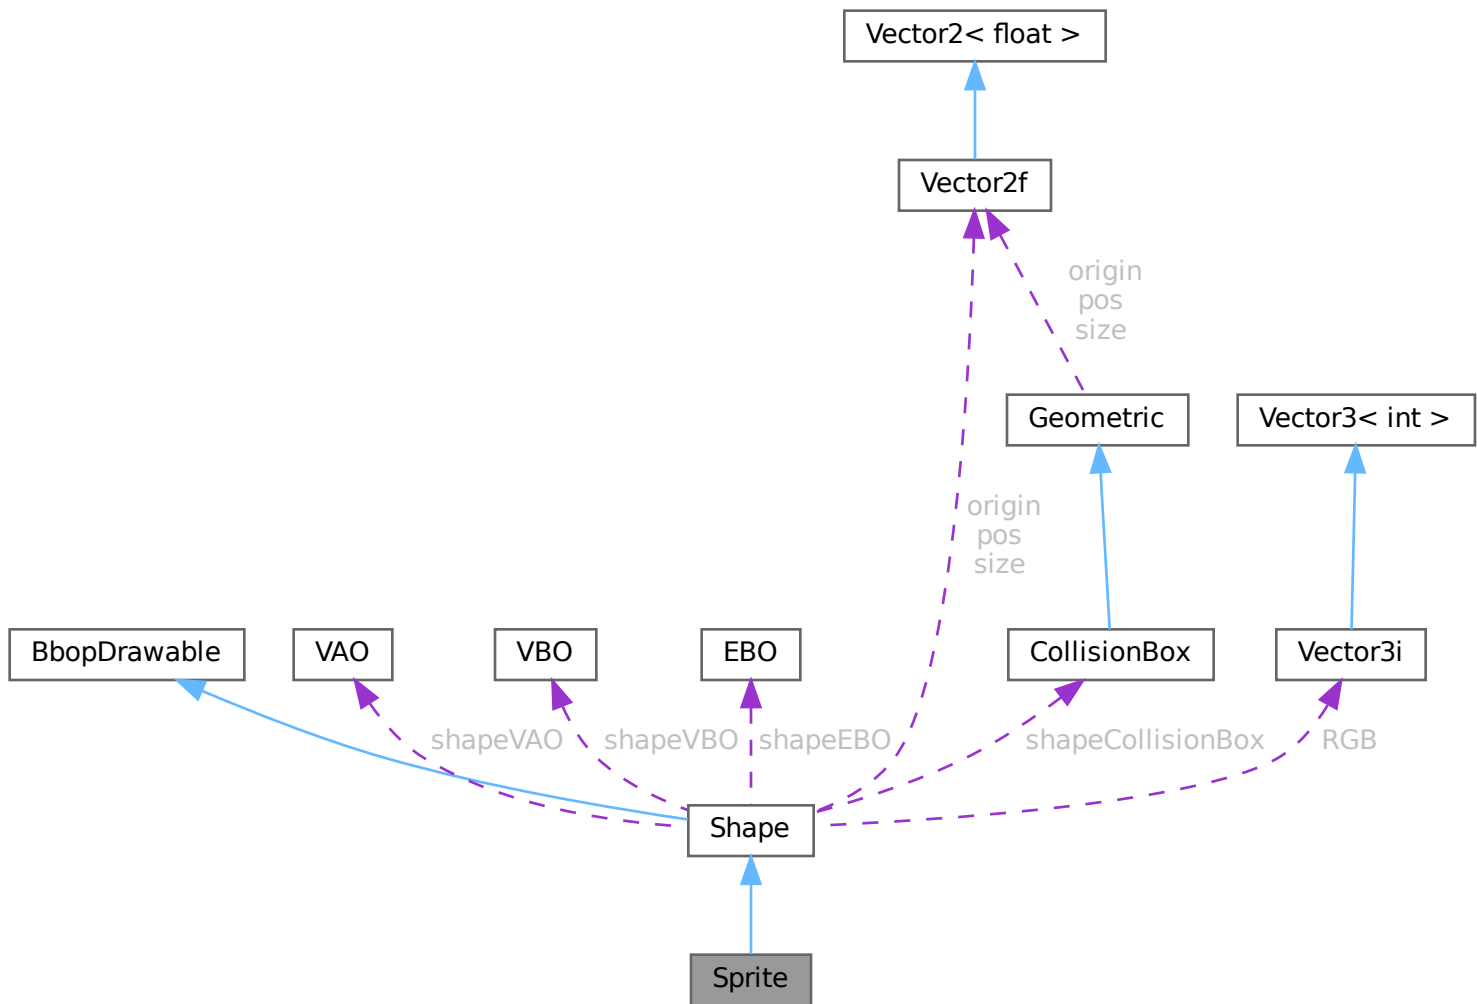 Vector2< float >
Vector2f
origin
pos
size
Geometric
Vector3< int >
origin
pos
size
BbopDrawable
VAO
VBO
EBO
CollisionBox
Vector3i
shapeVAO
shapeVBO
shapeEBO
shapeCollisionBox
RGB
Shape
Sprite